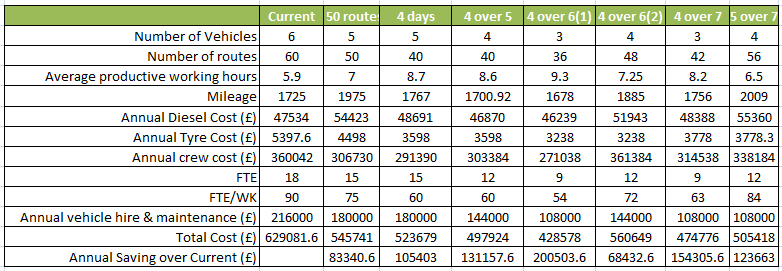 Current 50 routes 4 days 4 over 5 4 over 6(1) 4 over 6(2) 4 over 7 5 over 7
Number of Vehicles 6 5 5 4 3 4 3 4
Number of routes 60 50 40 40 36 48 42 56
Average productive working hours 5.9 7 8.7 8.6 9.3 7.25 8.2 6.5
Mileage 1725 1975 1767 1700.92 1678 1885 1756 2009
Annual Diesel Cost (£) 47534 54423 48691 46870 46239 51943 48388 55360
Annual Tyre Cost (£) 5397.6 4498 3598 3598 3238 3238 3778 3778.3
Annual crew cost (£) 360042 306730 291390 303384 271038 361384 314538 338184
FTE 18 15 15 12 9 12 9 12
FTE/WK 90 75 60 60 54 72 63 84
Annual vehicle hire & maintenance (£) 216000 180000 180000 144000 108000 144000 108000 108000
Total Cost (£) 629081.6 545741 523679 497924 428578 560649 474776 505418
Annual Saving over Current (£) 83340.6 105403 131157.6 200503.6 68432.6 154305.6 123663